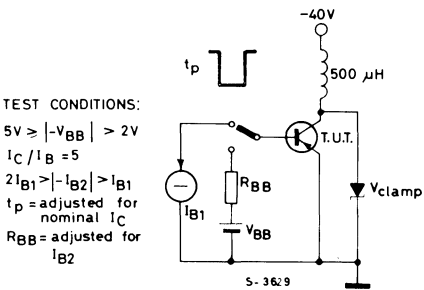 -40V
tp
500 µH
TEST CONDITIONS:
5V ≥ |-VBB| > 2V
IC/IB =5
2IB1>|-IB2|>IB1
tp = adjusted for
nominal IC
RBB= adjusted for
IB2
T.U.T.
Vclamp
IB1
RBB
VBB
S-3629